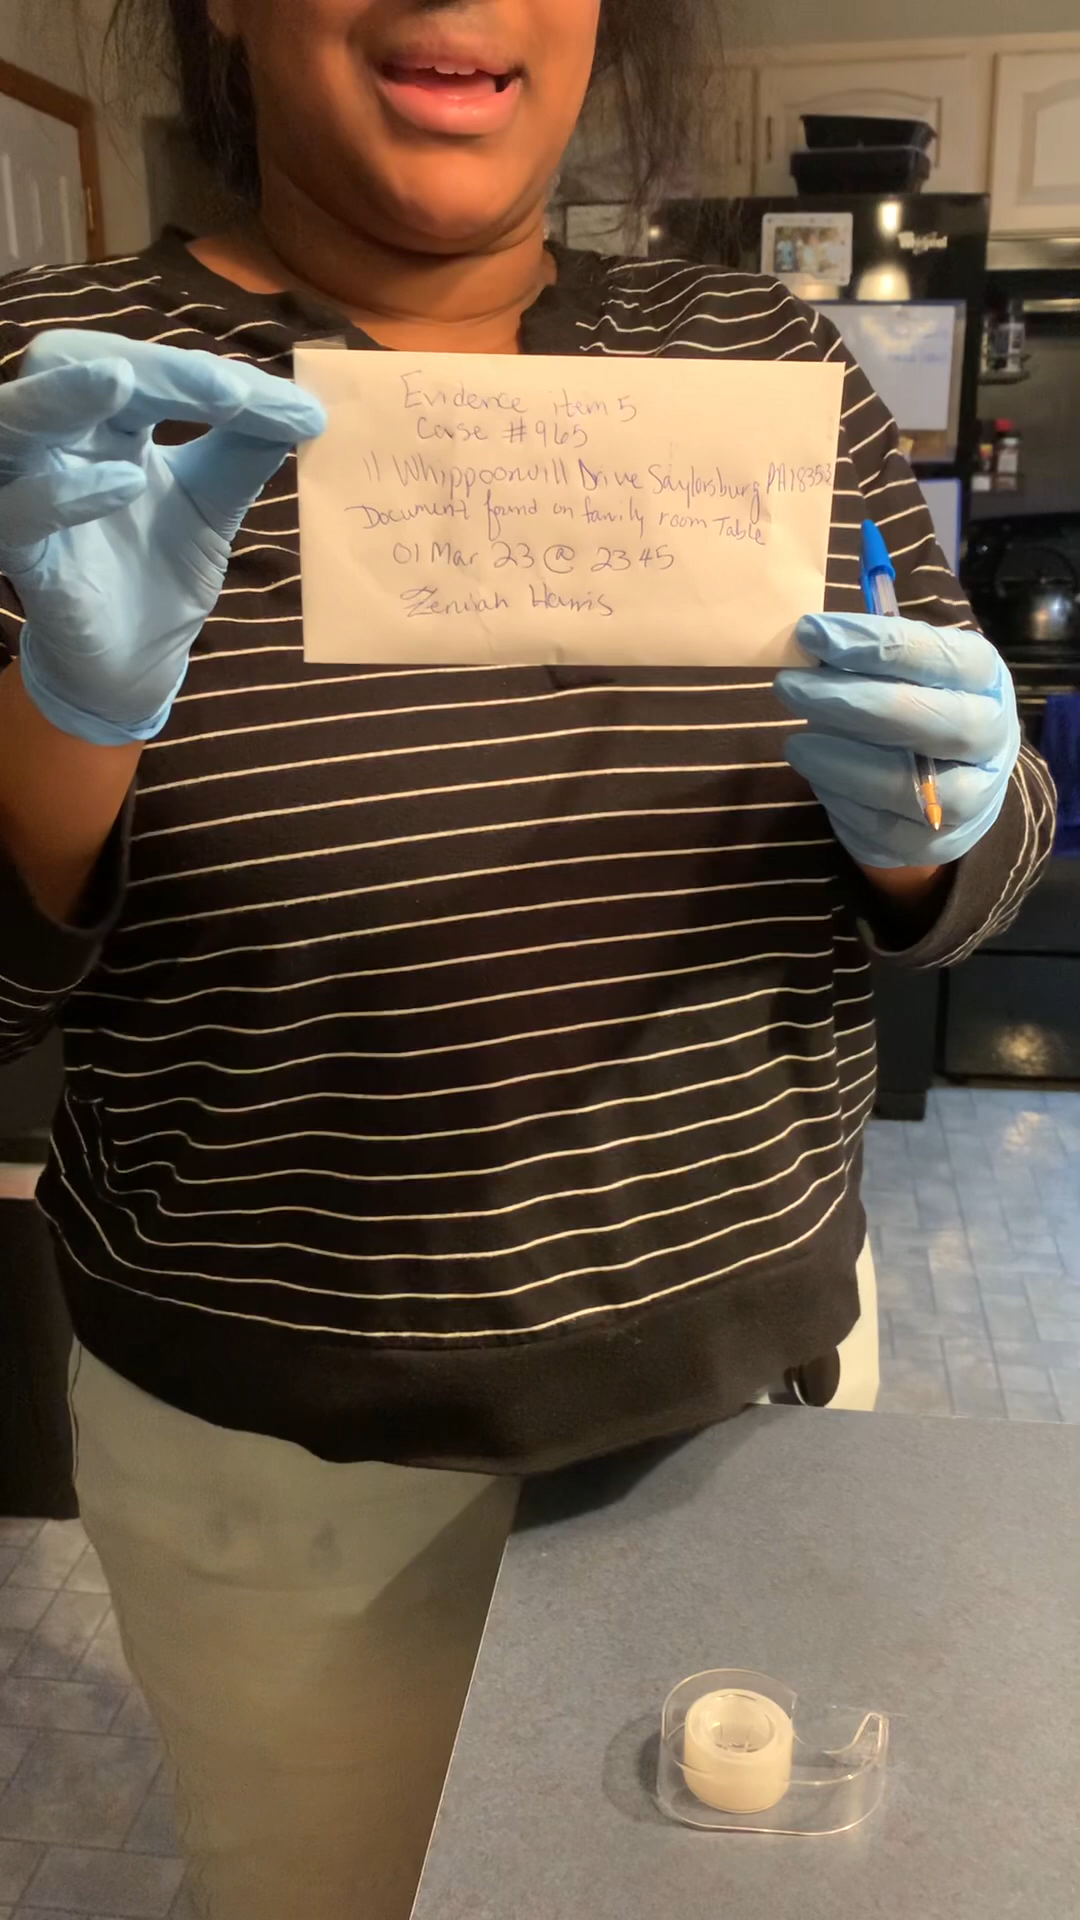 Evidence item 5
Case #965
11 Whippoorwill Drive Saylorsburg PA 18353
Document found on family room Table
01 Mar 23 @ 2345
Zeniah Harris
Whirlpool